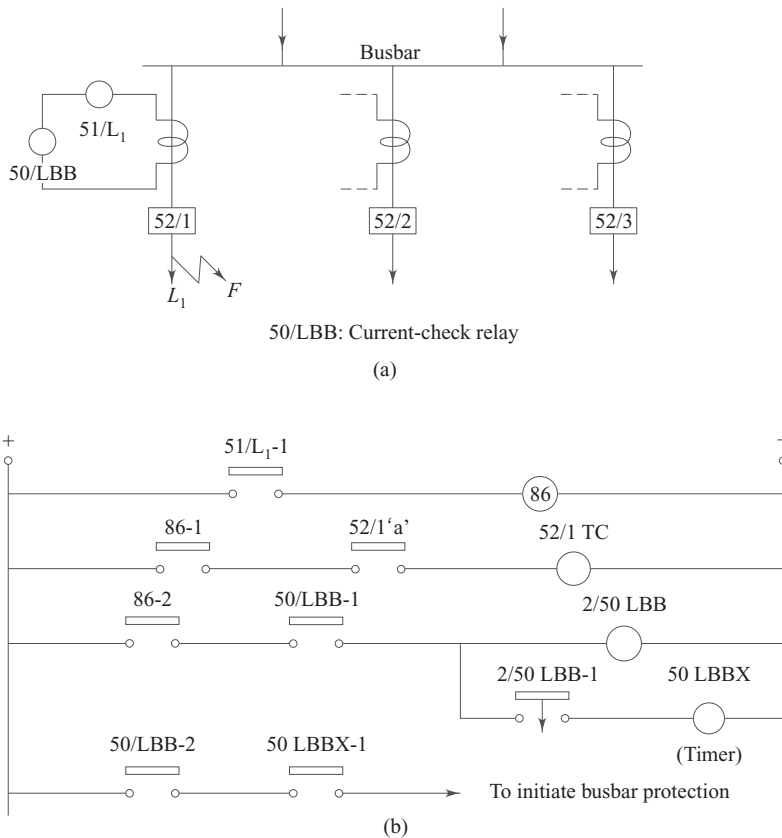 Busbar
51/L₁
50/LBB
52/1
52/2
52/3
L₁
F
50/LBB: Current-check relay
(a)
+
–
51/L₁-1
86
86-1
52/1‘a’
52/1 TC
86-2
50/LBB-1
2/50 LBB
2/50 LBB-1
50 LBBX
(Timer)
50/LBB-2
50 LBBX-1
To initiate busbar protection
(b)